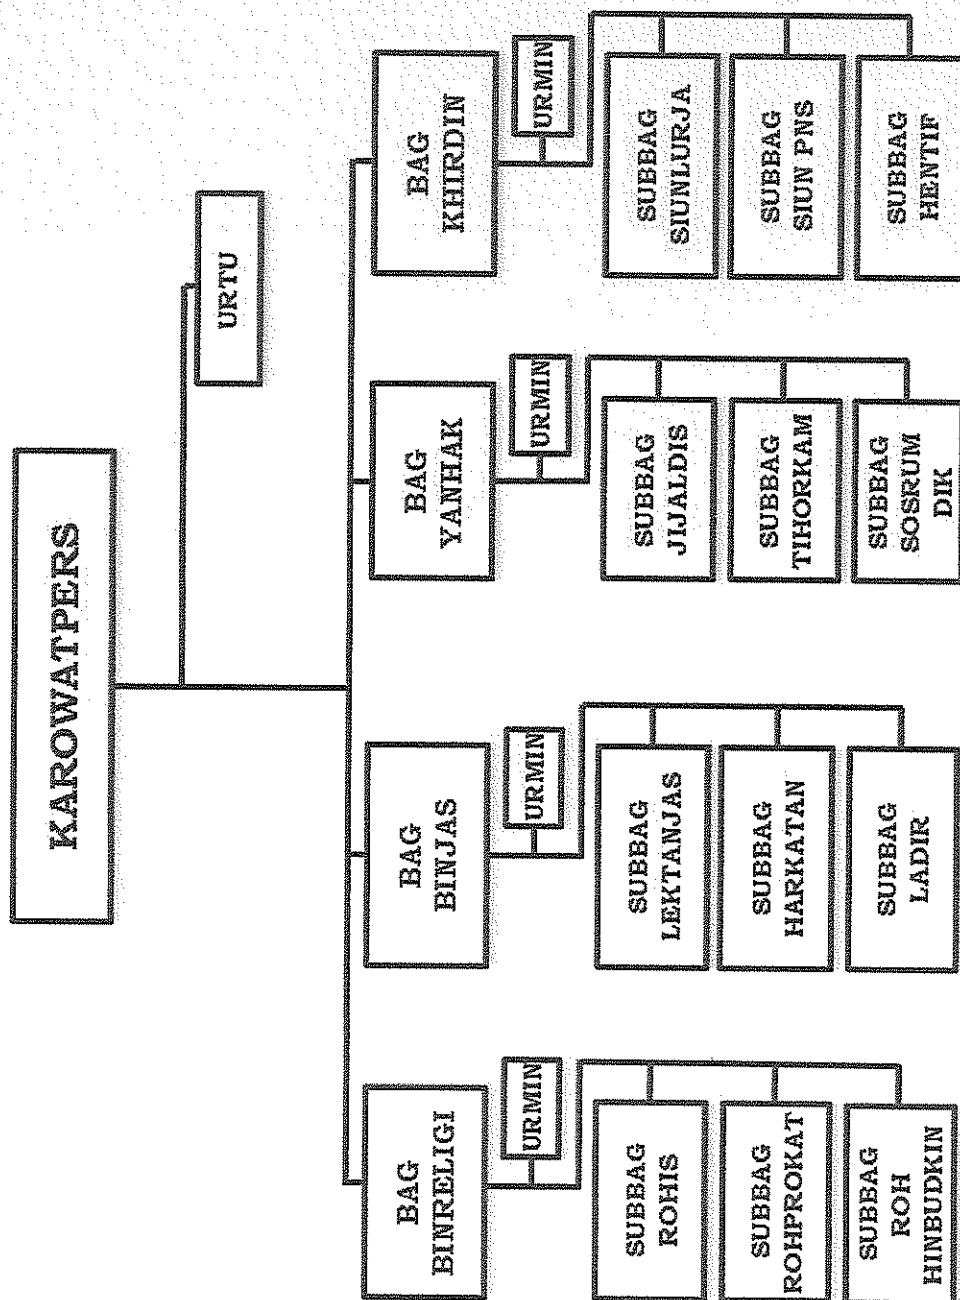 KAROWATPERS
URTU
BAG
BINRELIGI
URMIN
SUBBAG
ROHIS
SUBBAG
ROHPROKAT
SUBBAG
ROH
HINBUDKIN
BAG
BINJAS
URMIN
SUBBAG
LEKTANJAS
SUBBAG
HARKATAN
SUBBAG
LADIR
BAG
YANHAK
URMIN
SUBBAG
JIJALDIS
SUBBAG
TIHORKAM
SUBBAG
SOSRUM
DIK
BAG
KHIRDIN
URMIN
SUBBAG
SIUNLURJA
SUBBAG
SIUN PNS
SUBBAG
HENTIF